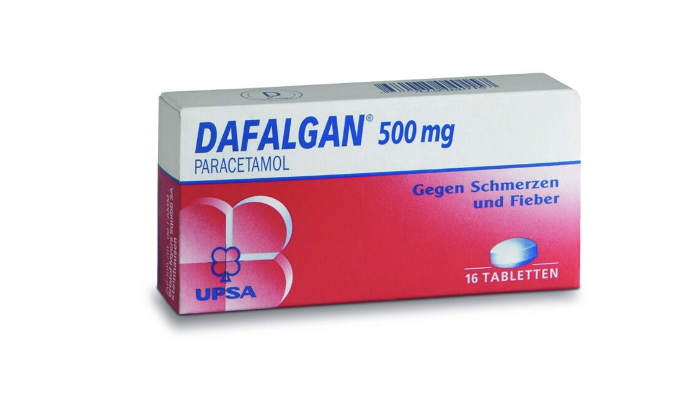 D
DAFALGAN® 500 mg
PARACETAMOL
Gegen Schmerzen
und Fieber
16 TABLETTEN
UPSA